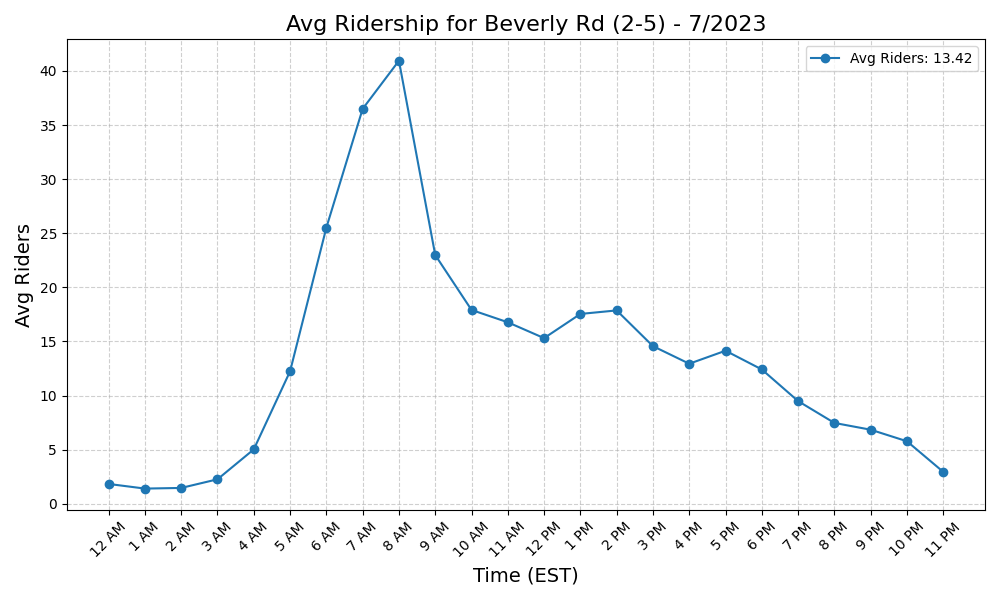 Avg Ridership for Beverly Rd (2-5) - 7/2023
Avg Riders: 13.42
Avg Riders
40
35
30
25
20
15
10
5
0
12 AM
1 AM
2 AM
3 AM
4 AM
5 AM
6 AM
7 AM
8 AM
9 AM
10 AM
11 AM
12 PM
1 PM
2 PM
3 PM
4 PM
5 PM
6 PM
7 PM
8 PM
9 PM
10 PM
11 PM
Time (EST)